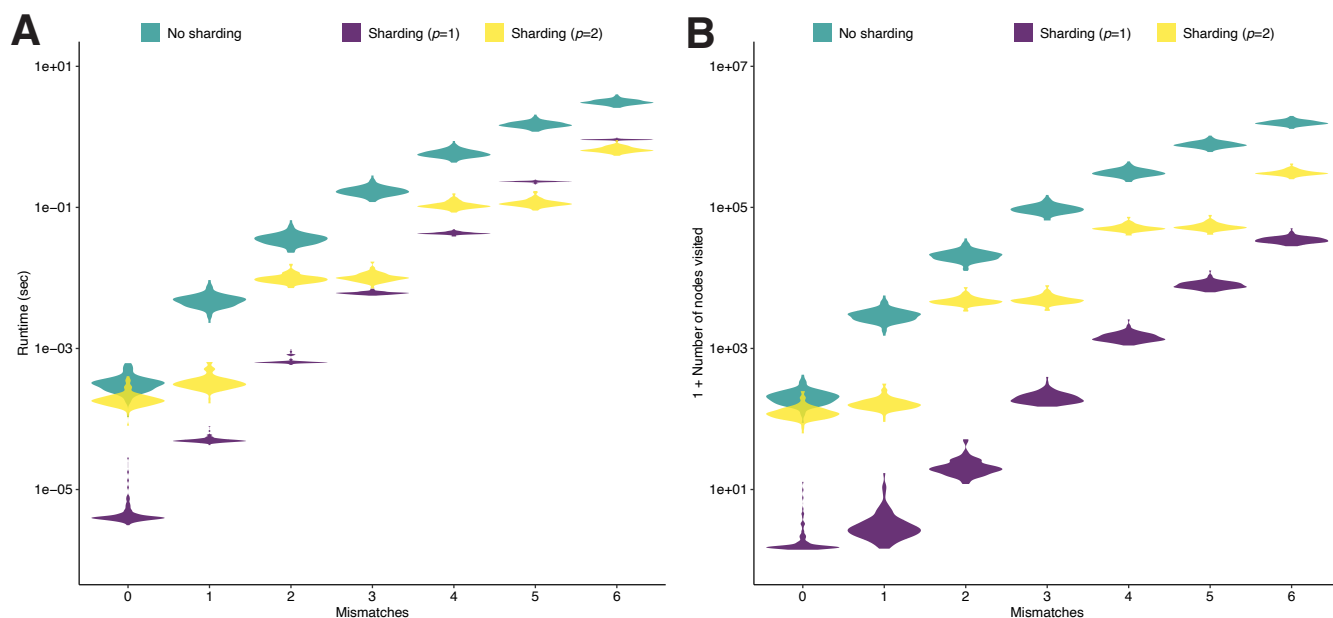 A
No sharding
Sharding (p=1)
Sharding (p=2)
1e+01
1e−01
1e−03
1e−05
Runtime (sec)
0 1 2 3 4 5 6
Mismatches
B
No sharding
Sharding (p=1)
Sharding (p=2)
1e+07
1e+05
1e+03
1e+01
1 + Number of nodes visited
0 1 2 3 4 5 6
Mismatches